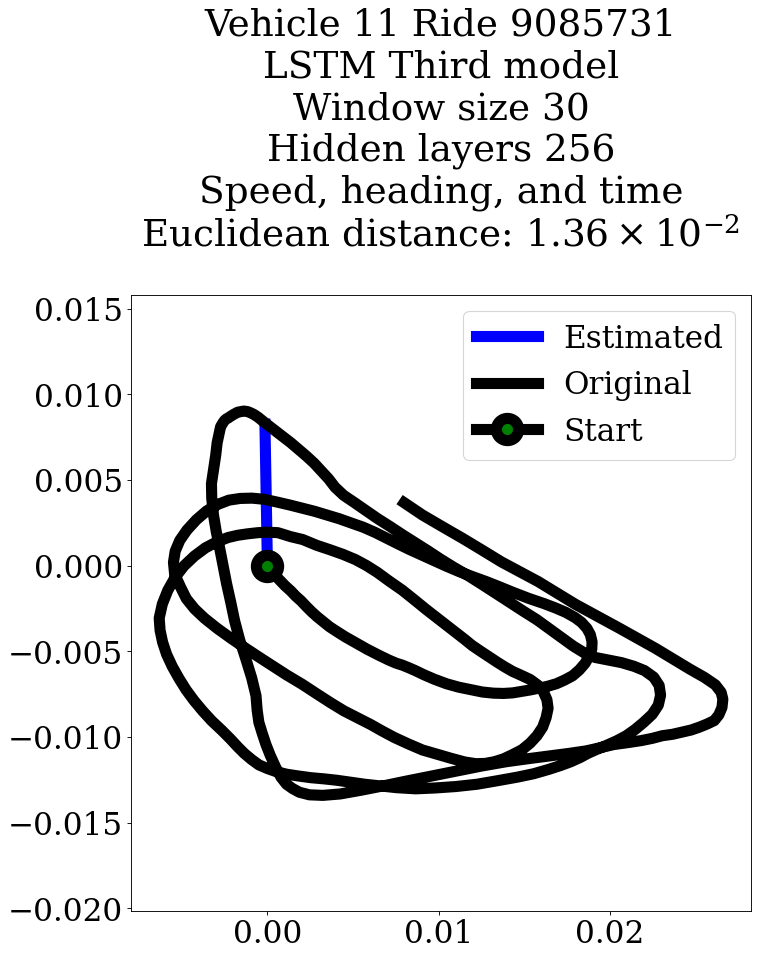 Vehicle 11 Ride 9085731
LSTM Third model
Window size 30
Hidden layers 256
Speed, heading, and time
Euclidean distance: 1.36 × 10⁻²
Estimated
Original
Start
0.015
0.010
0.005
0.000
−0.005
−0.010
−0.015
−0.020
0.00 0.01 0.02